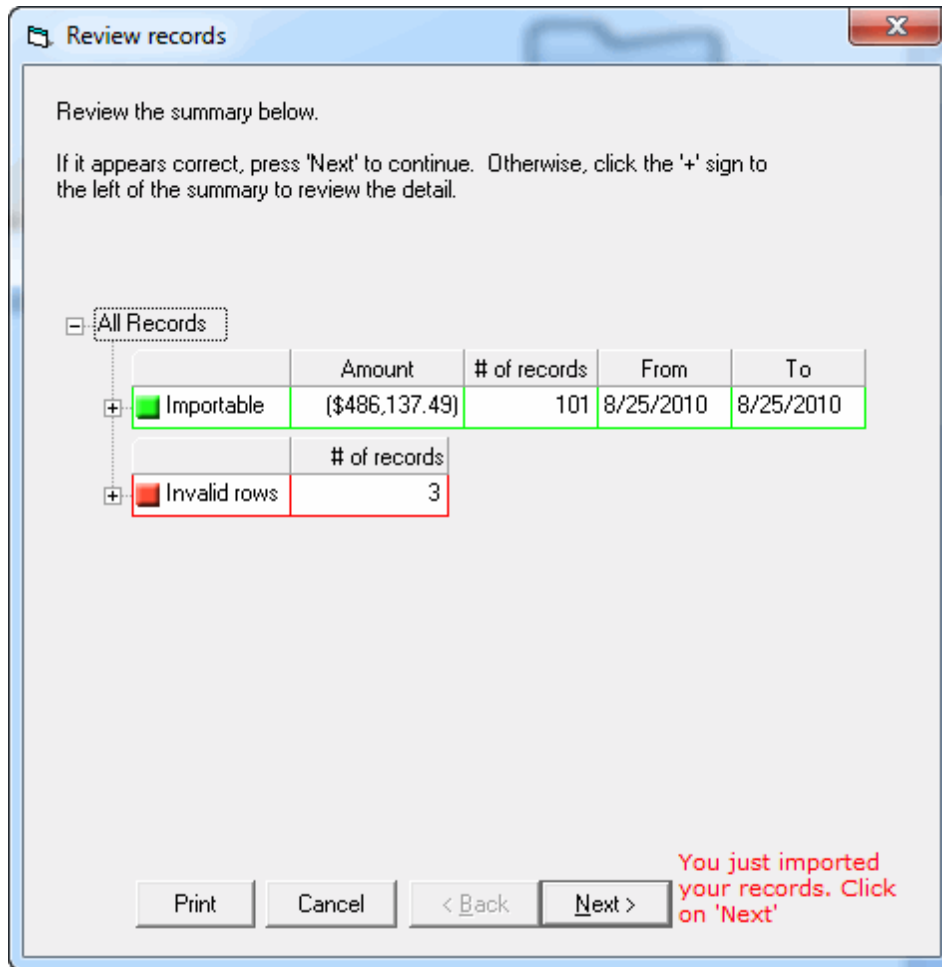 Review records
Review the summary below.
If it appears correct, press 'Next' to continue.  Otherwise, click the '+' sign to
the left of the summary to review the detail.
All Records
Amount # of records From To
Importable ($486,137.49) 101 8/25/2010 8/25/2010
# of records
Invalid rows 3
You just imported
your records. Click
on 'Next'
Print Cancel < Back Next >